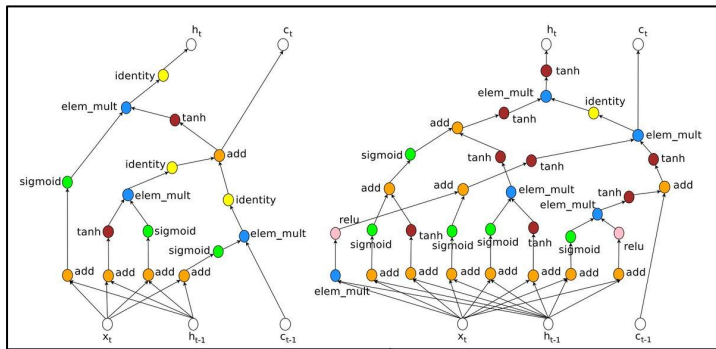 h_t
c_t
identity
elem_mult
tanh
identity
add
sigmoid
elem_mult
identity
tanh
sigmoid
sigmoid
elem_mult
add
add
add
add
x_t
h_t-1
c_t-1
h_t
c_t
tanh
elem_mult
identity
tanh
add
elem_mult
sigmoid
tanh
tanh
tanh
add
add
elem_mult
tanh
add
elem_mult
relu
sigmoid
tanh
sigmoid
sigmoid
tanh
sigmoid
relu
elem_mult
add
add
add
add
add
add
add
x_t
h_t-1
c_t-1